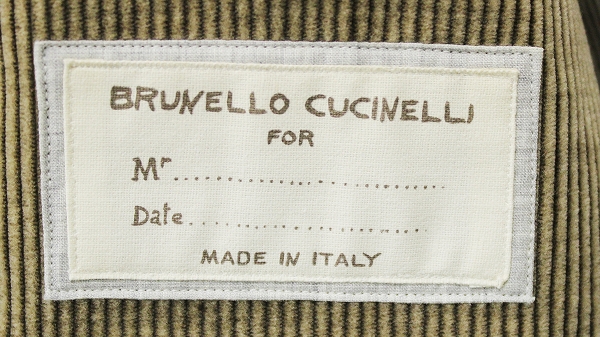 BRUNELLO CUCINELLI
FOR
Mr........................................
Date....................................
MADE IN ITALY